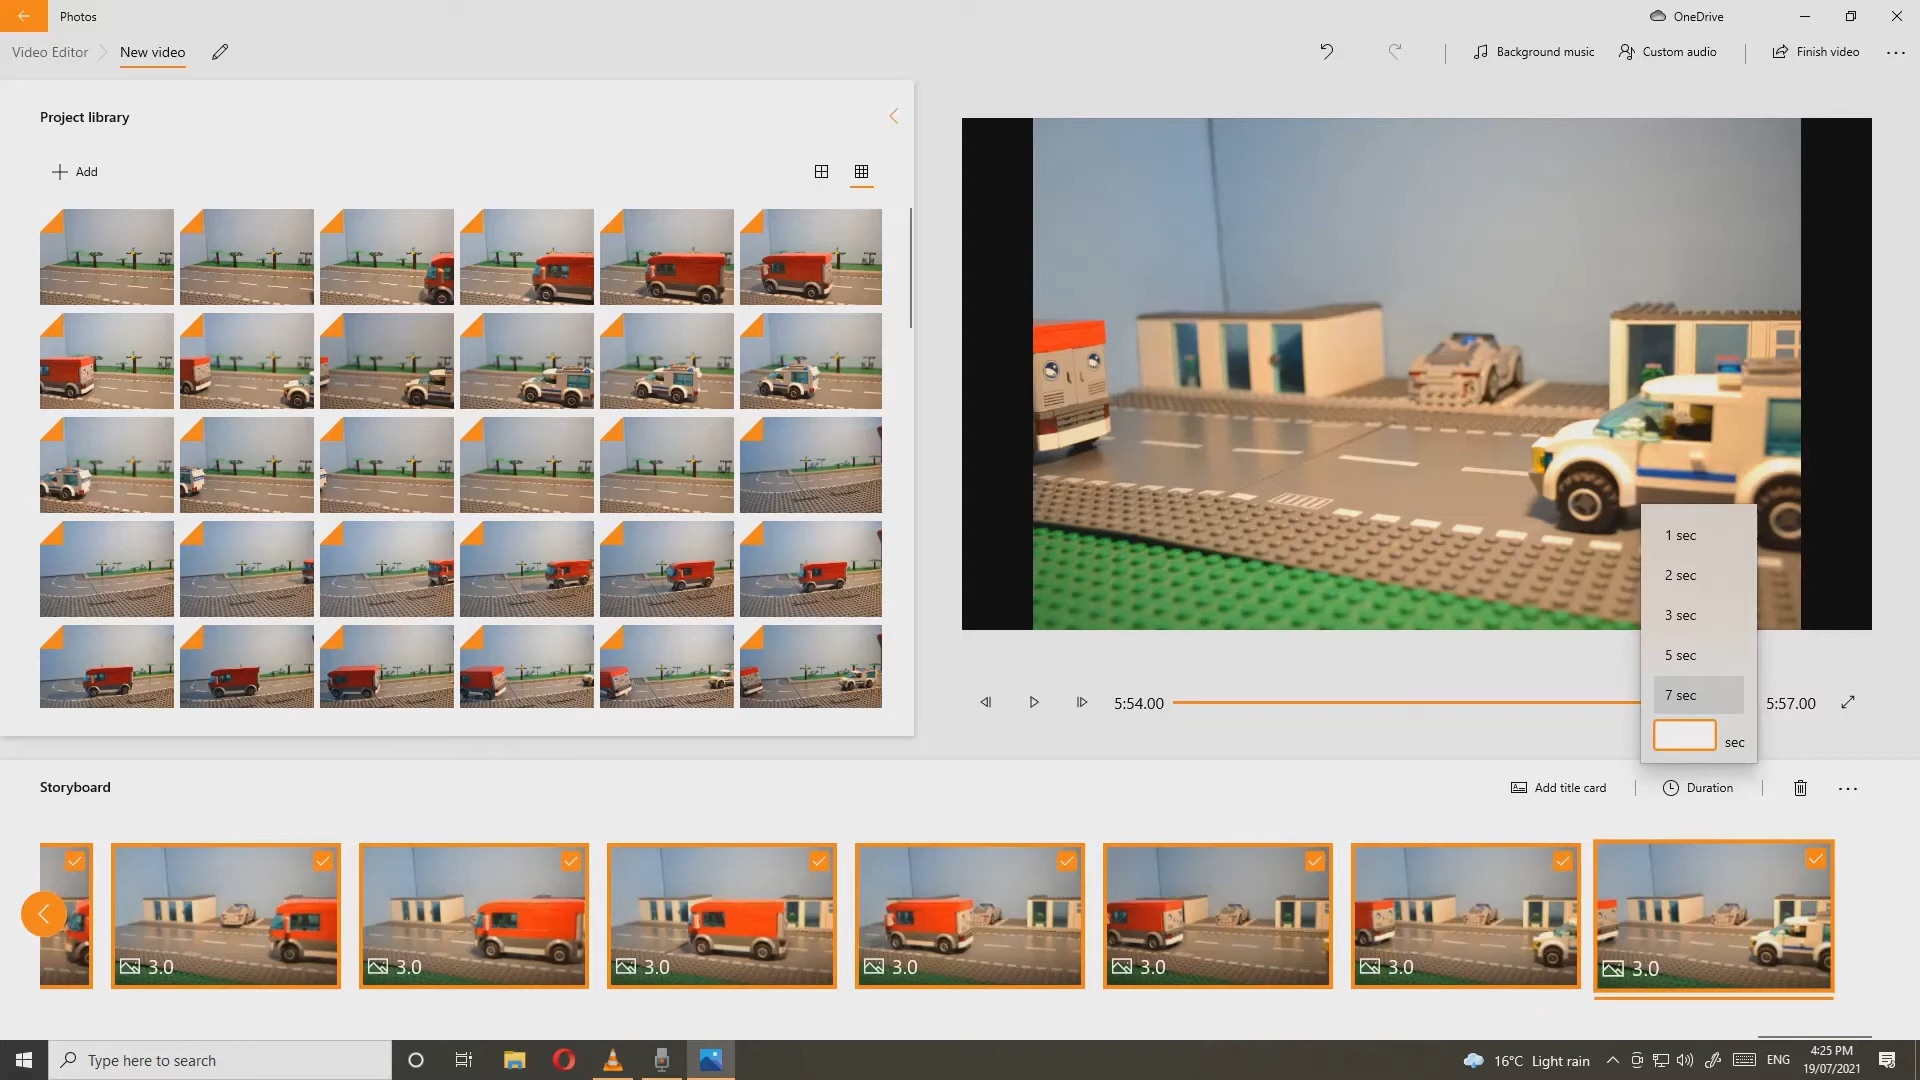 Photos
OneDrive
Video Editor
New video
Background music
Custom audio
Finish video
Project library
Add
1 sec
2 sec
3 sec
5 sec
7 sec
sec
5:54.00
5:57.00
Storyboard
Add title card
Duration
3.0
3.0
3.0
3.0
3.0
3.0
3.0
Type here to search
16°C Light rain
ENG
4:25 PM
19/07/2021